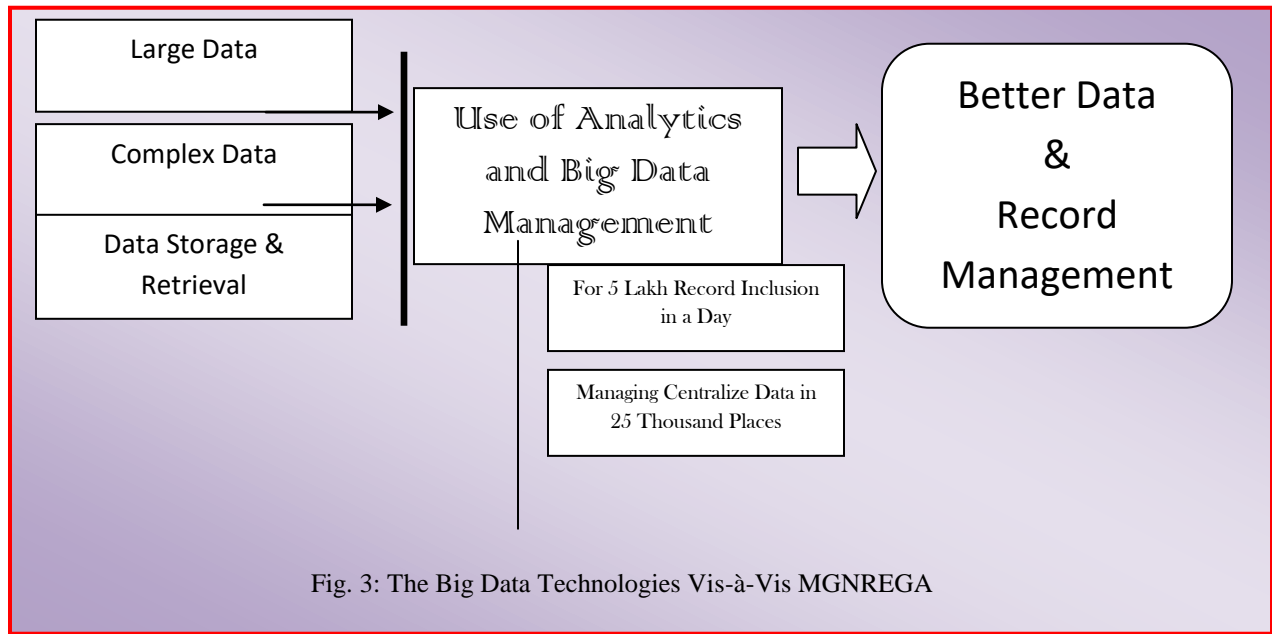 Large Data
Complex Data
Data Storage &
Retrieval
Use of Analytics
and Big Data
Management
For 5 Lakh Record Inclusion
in a Day
Managing Centralize Data in
25 Thousand Places
Better Data
&
Record
Management
Fig. 3: The Big Data Technologies Vis-à-Vis MGNREGA